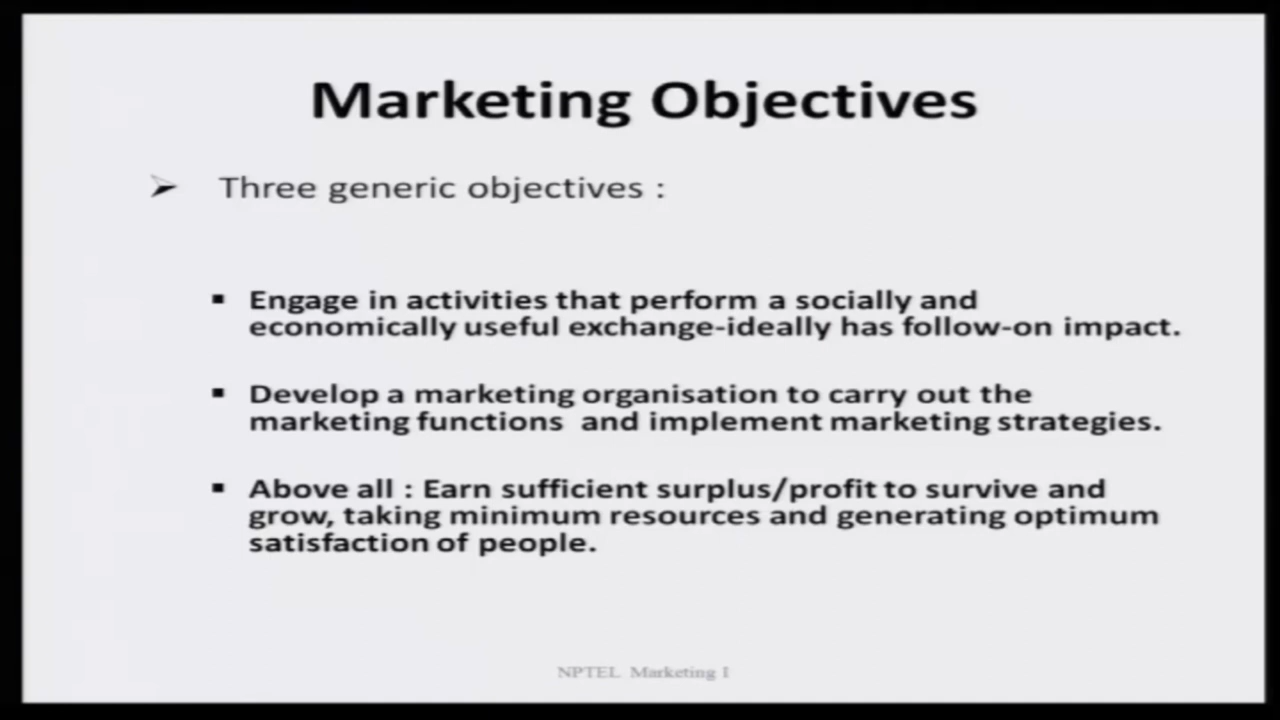 Marketing Objectives
Three generic objectives :
Engage in activities that perform a socially and
economically useful exchange-ideally has follow-on impact.
Develop a marketing organisation to carry out the
marketing functions and implement marketing strategies.
Above all : Earn sufficient surplus/profit to survive and
grow, taking minimum resources and generating optimum
satisfaction of people.
NPTEL Marketing I